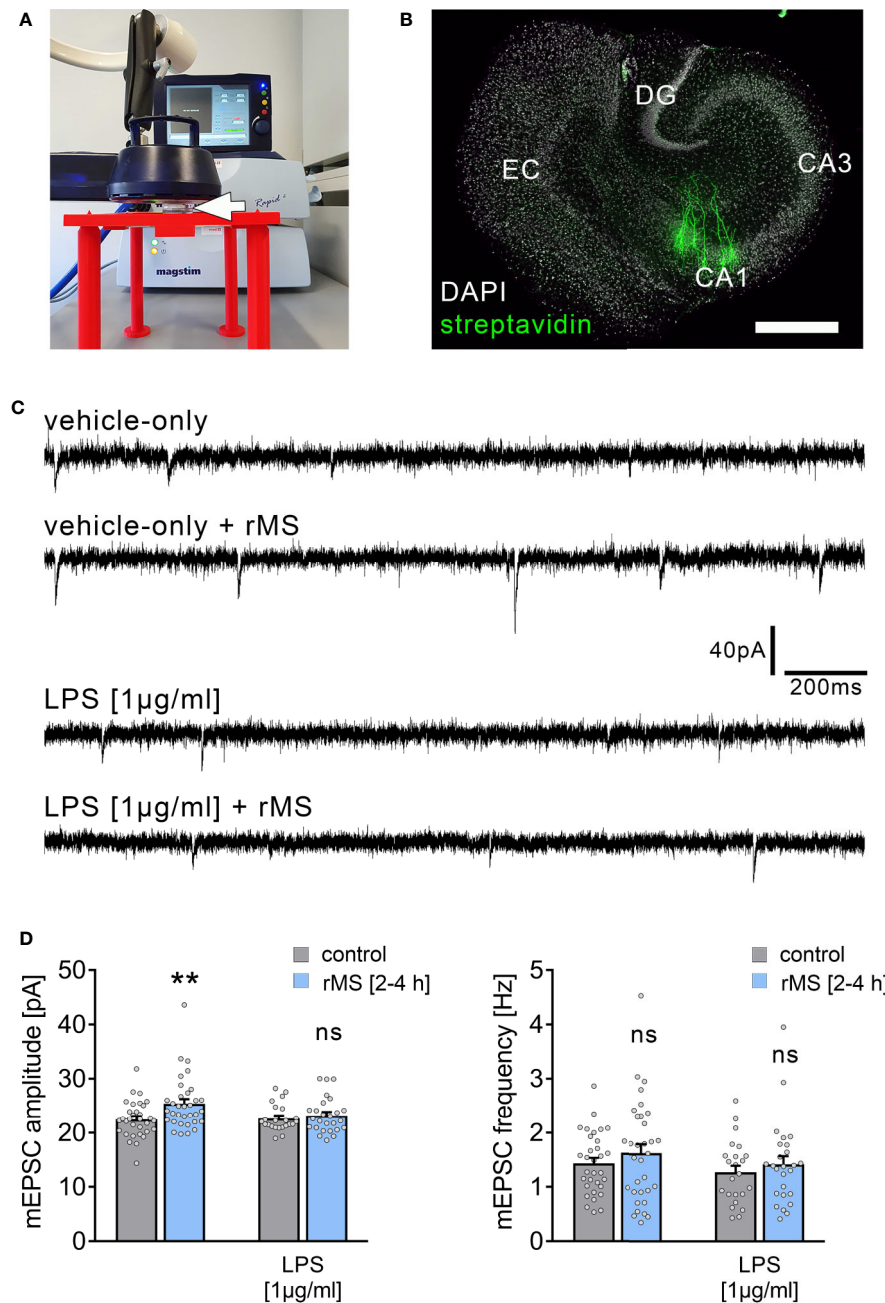 A
B
Rapid²
magstim
DG
EC
CA3
CA1
DAPI
streptavidin
C
vehicle-only
vehicle-only + rMS
40pA
200ms
LPS [1µg/ml]
LPS [1µg/ml] + rMS
D
control
rMS [2-4 h]
mEPSC amplitude [pA]
50
40
30
20
10
0
**
ns
LPS
[1µg/ml]
control
rMS [2-4 h]
mEPSC frequency [Hz]
5
4
3
2
1
0
ns
ns
LPS
[1µg/ml]